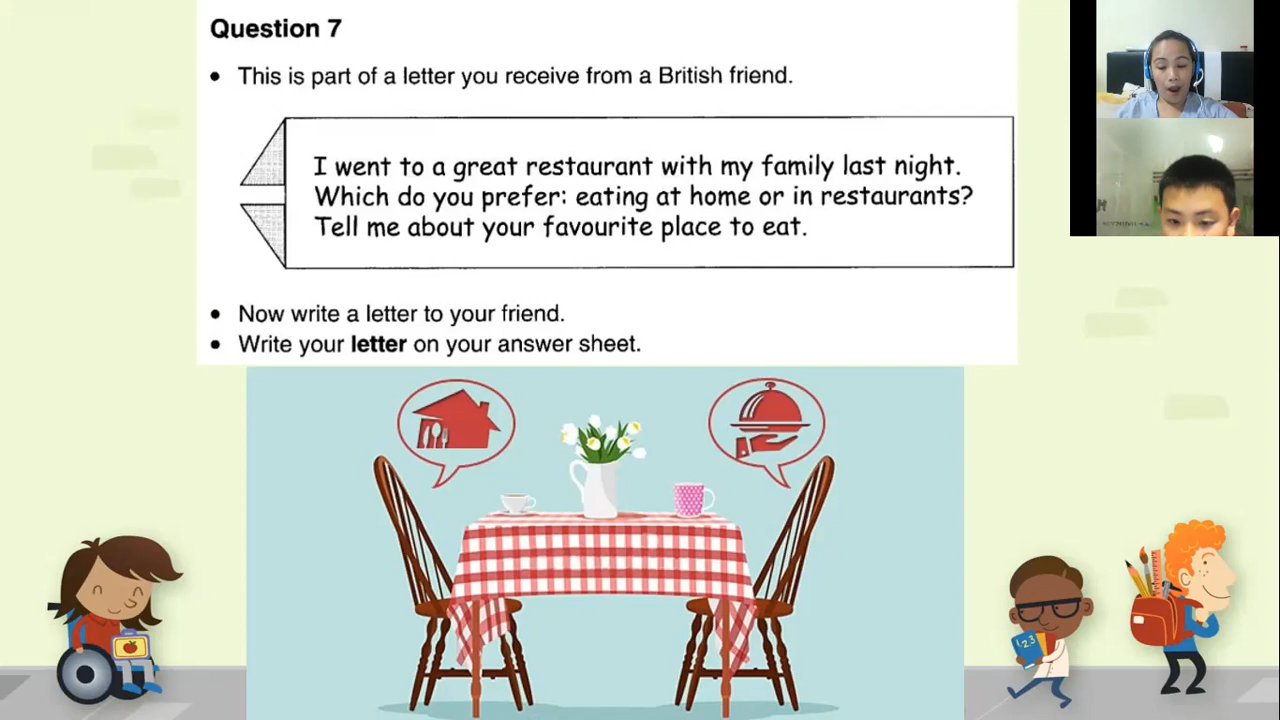 Question 7
• This is part of a letter you receive from a British friend.
I went to a great restaurant with my family last night.
Which do you prefer: eating at home or in restaurants?
Tell me about your favourite place to eat.
• Now write a letter to your friend.
• Write your letter on your answer sheet.
123